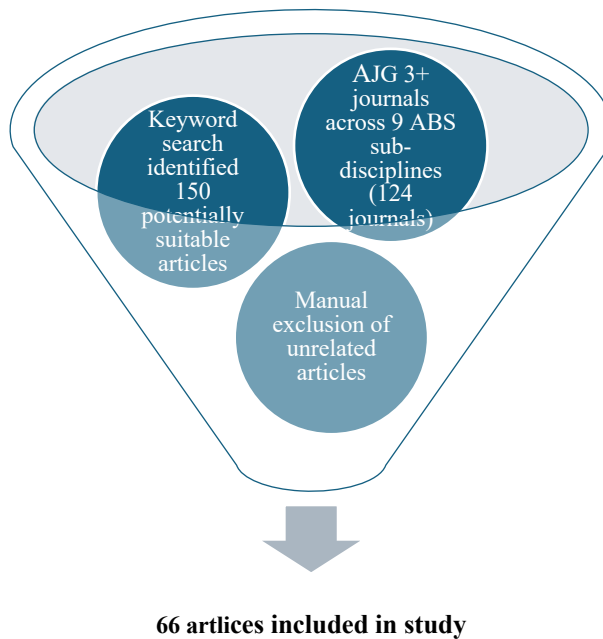 Keyword
search
identified
150
potentially
suitable
articles
AJG 3+
journals
across 9 ABS
sub-
disciplines
(124
journals)
Manual
exclusion of
unrelated
articles
66 artlices included in study